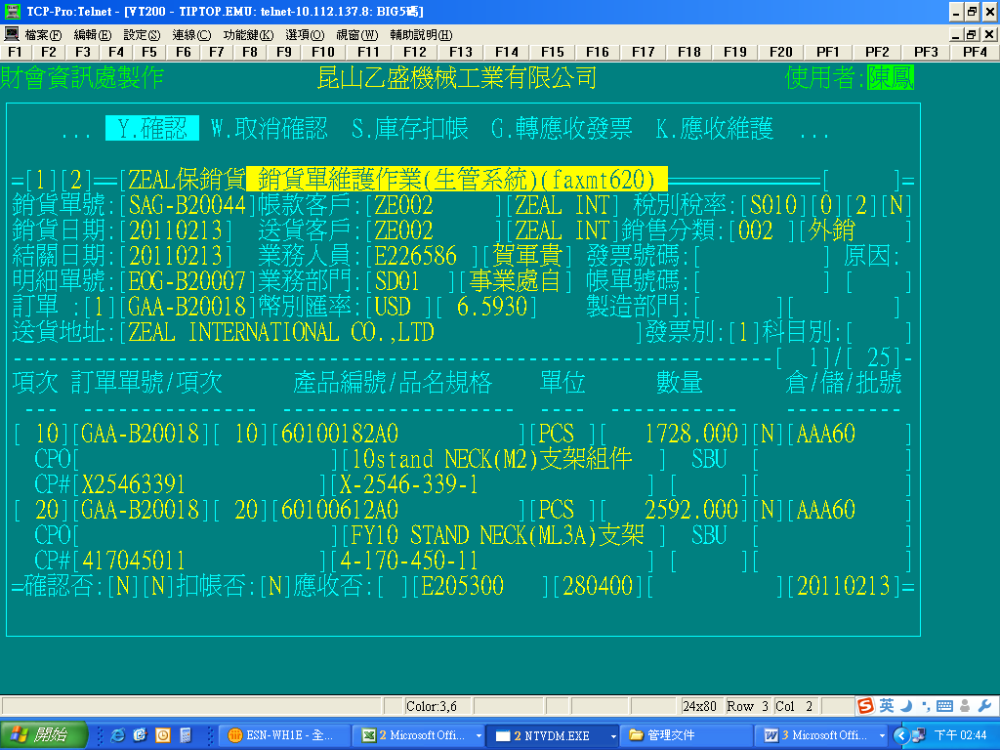 TCP-Pro:Telnet - [VT200 - TIPTOP.EMU: telnet-10.112.137.8: BIG5碼]
檔案(F) 編輯(E) 設定(S) 連線(C) 功能鍵(K) 選項(O) 視窗(W) 輔助說明(H)
F1 F2 F3 F4 F5 F6 F7 F8 F9 F10 F11 F12 F13 F14 F15 F16 F17 F18 F19 F20 PF1 PF2 PF3 PF4
財會資訊處製作 昆山乙盛機械工業有限公司 使用者:陳鳳
... Y.確認 W.取消確認 S.庫存扣帳 G.轉應收發票 K.應收維護 ...
=[1][2]==[ZEAL保銷貨 銷貨單維護作業(生管系統)(faxmt620) =============[ ]=
銷貨單號:[SAG-B20044]帳款客戶:[ZE002 ][ZEAL INT] 稅別稅率:[S010][0][2][N]
銷貨日期:[20110213] 送貨客戶:[ZE002 ][ZEAL INT]銷售分類:[002 ][外銷 ]
結關日期:[20110213] 業務人員:[E226586 ][賀軍貴] 發票號碼:[ ] 原因:
明細單號:[EOG-B20007]業務部門:[SD01 ][事業處自] 帳單號碼:[ ] [
訂單 :[1][GAA-B20018]幣別匯率:[USD ][ 6.5930] 製造部門:[ ][ ]
送貨地址:[ZEAL INTERNATIONAL CO.,LTD ]發票別:[1]科目別:[ ]
-----------------------------------------------------------------[ 1]/[ 25]-
項次 訂單單號/項次 產品編號/品名規格 單位 數量 倉/儲/批號
--- --------------- -------------------- ---- ----------- ----------
[ 10][GAA-B20018][ 10][60100182A0 ][PCS ][ 1728.000][N][AAA60 ]
CPO[ ][10stand NECK(M2)支架組件 ] SBU [ ]
CP#[X25463391 ][X-2546-339-1 ] [ ][ ]
[ 20][GAA-B20018][ 20][60100612A0 ][PCS ][ 2592.000][N][AAA60 ]
CPO[ ][FY10 STAND NECK(ML3A)支架 ] SBU [ ]
CP#[417045011 ][4-170-450-11 ] [ ][ ]
=確認否:[N][N]扣帳否:[N]應收否:[ ][E205300 ][280400][ ][20110213]=
Color:3,6 24x80 Row 3 Col 2 英
開始 ESN-WH1E - 全... 2 Microsoft Offi... 2 NTVDM.EXE 管理文件 3 Microsoft Offi... 下午 02:44